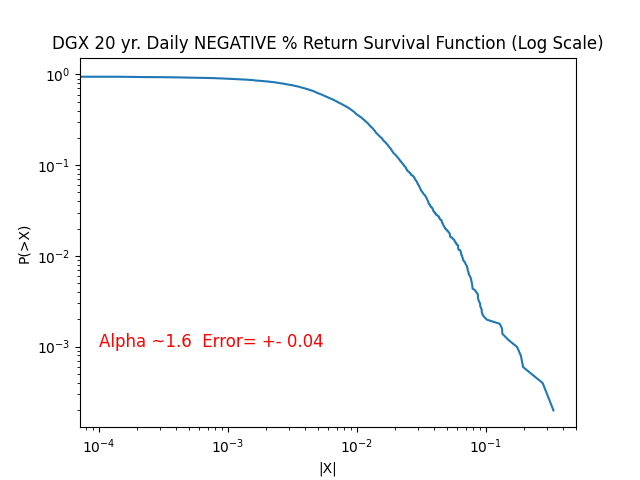 DGX 20 yr. Daily NEGATIVE % Return Survival Function (Log Scale)
10⁰
10⁻¹
10⁻²
10⁻³
P(>X)
Alpha ~1.6  Error= +- 0.04
10⁻⁴
10⁻³
10⁻²
10⁻¹
|X|